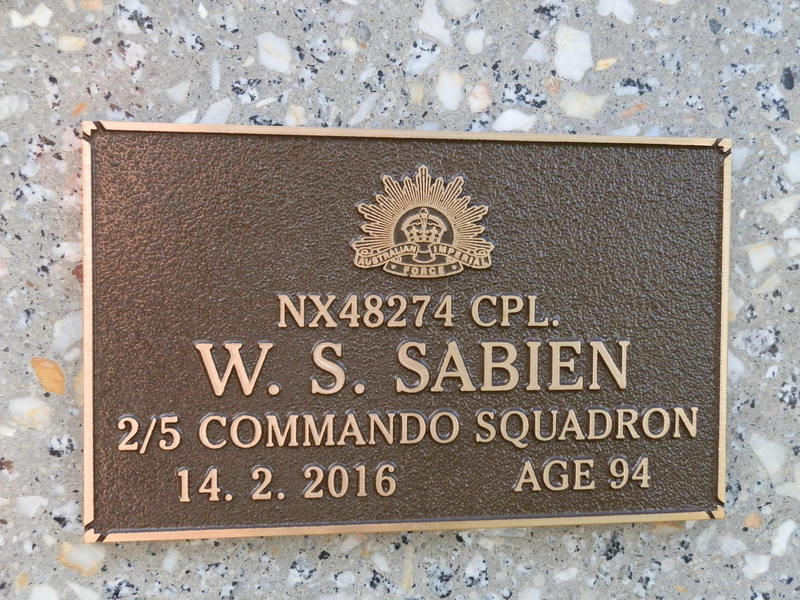 AUSTRALIAN IMPERIAL
FORCE
NX48274 CPL.
W. S. SABIEN
2/5 COMMANDO SQUADRON
14. 2. 2016 AGE 94